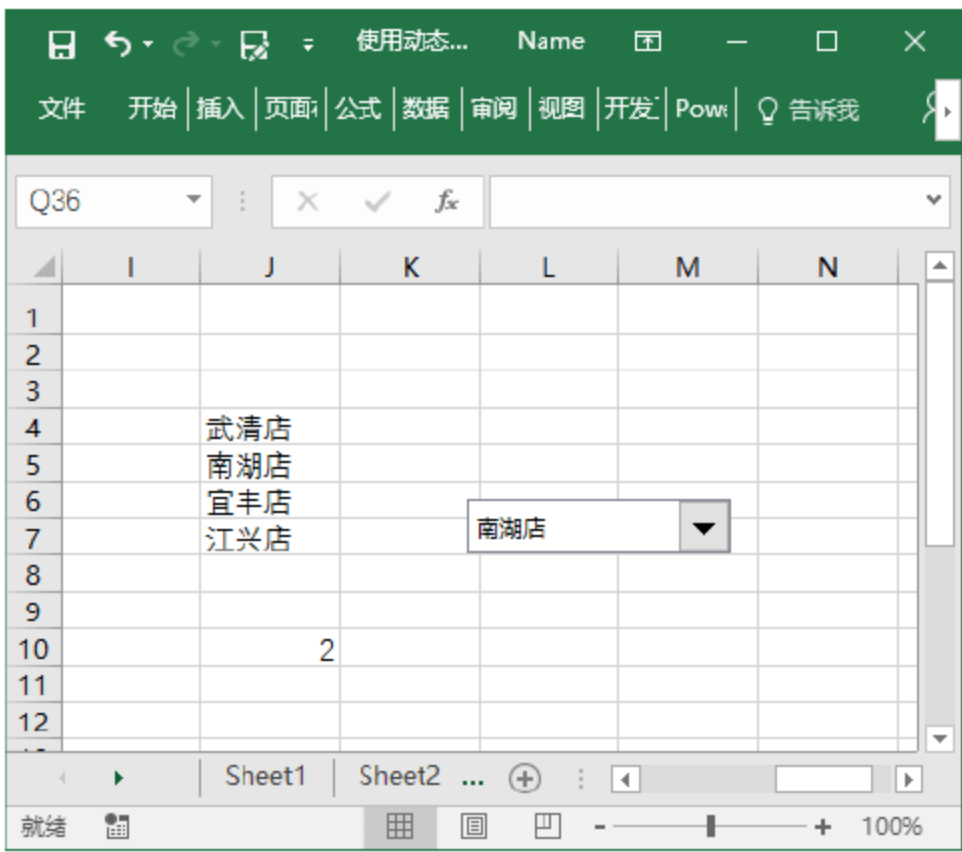 使用动态... Name
文件 开始 插入 页面 公式 数据 审阅 视图 开发 Pow 告诉我
Q36 fx
I J K L M N
1
2
3
4 武清店
5 南湖店
6 宜丰店
7 江兴店 南湖店
8
9
10 2
11
12
Sheet1 Sheet2 ...
就绪 - + 100%